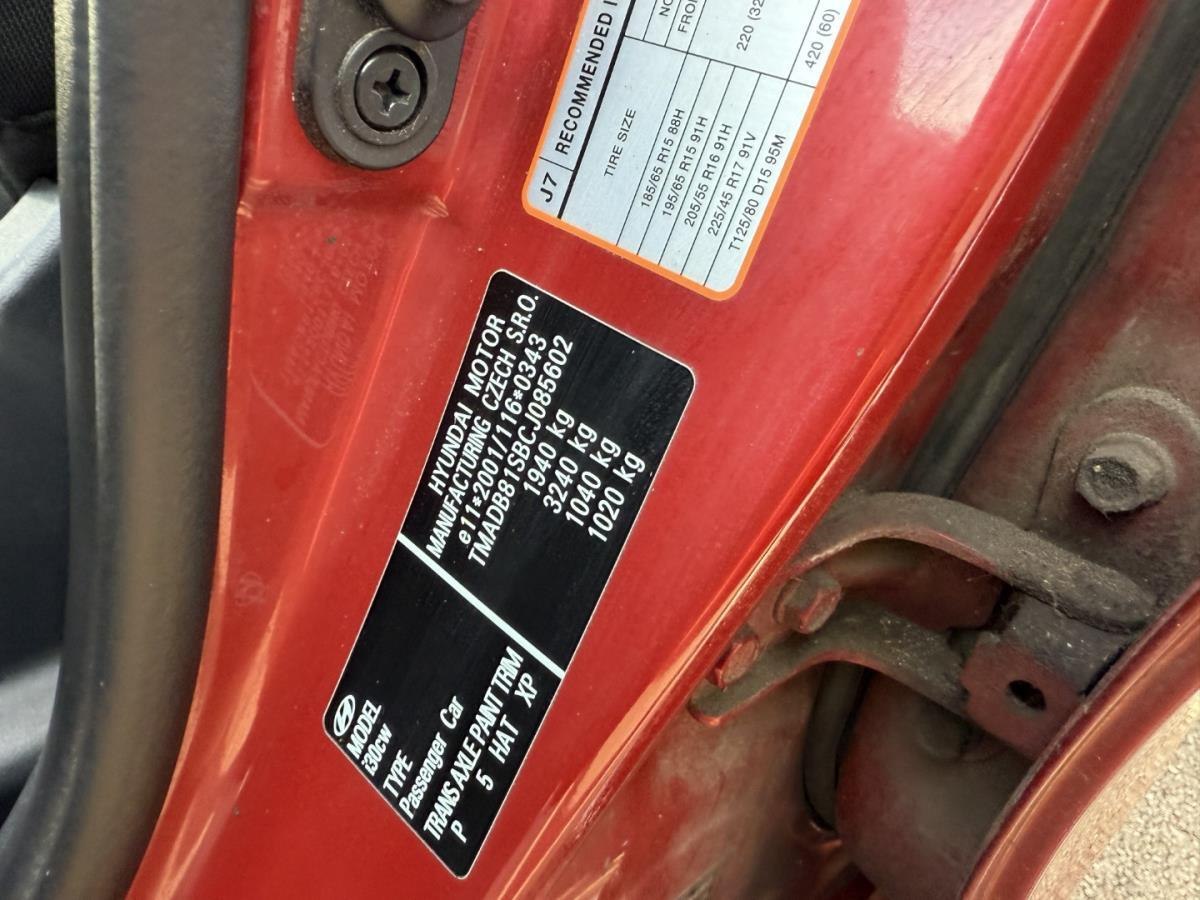 J7 RECOMMENDED
TIRE SIZE
220
420 (60)
185/65 R15 88H
195/65 R15 91H
205/55 R16 91H
225/45 R17 91V
T125/80 D15 95M
HYUNDAI MOTOR
MANUFACTURING CZECH S.R.O.
e11*2001/116*0343
TMADB81SBCJ085602
1940 kg
3240 kg
1040 kg
1020 kg
MODEL
i30cw
TYPE
Passenger Car
TRANS AXLE PAINT TRIM
P 5 HAT XP